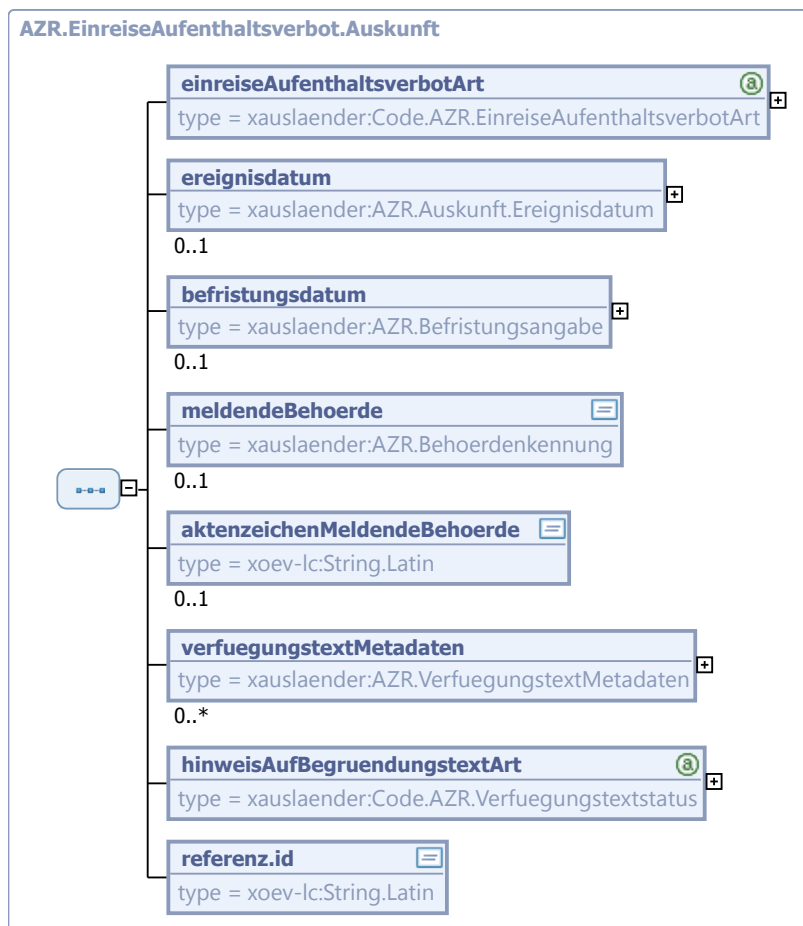 AZR.EinreiseAufenthaltsverbot.Auskunft
einreiseAufenthaltsverbotArt
type = xauslaender:Code.AZR.EinreiseAufenthaltsverbotArt
ereignisdatum
type = xauslaender:AZR.Auskunft.Ereignisdatum
0..1
befristungsdatum
type = xauslaender:AZR.Befristungsangabe
0..1
meldendeBehoerde
type = xauslaender:AZR.Behoerdenkennung
0..1
aktenzeichenMeldendeBehoerde
type = xoev-lc:String.Latin
0..1
verfuegungstextMetadaten
type = xauslaender:AZR.VerfuegungstextMetadaten
0..*
hinweisAufBegruendungstextArt
type = xauslaender:Code.AZR.Verfuegungstextstatus
referenz.id
type = xoev-lc:String.Latin